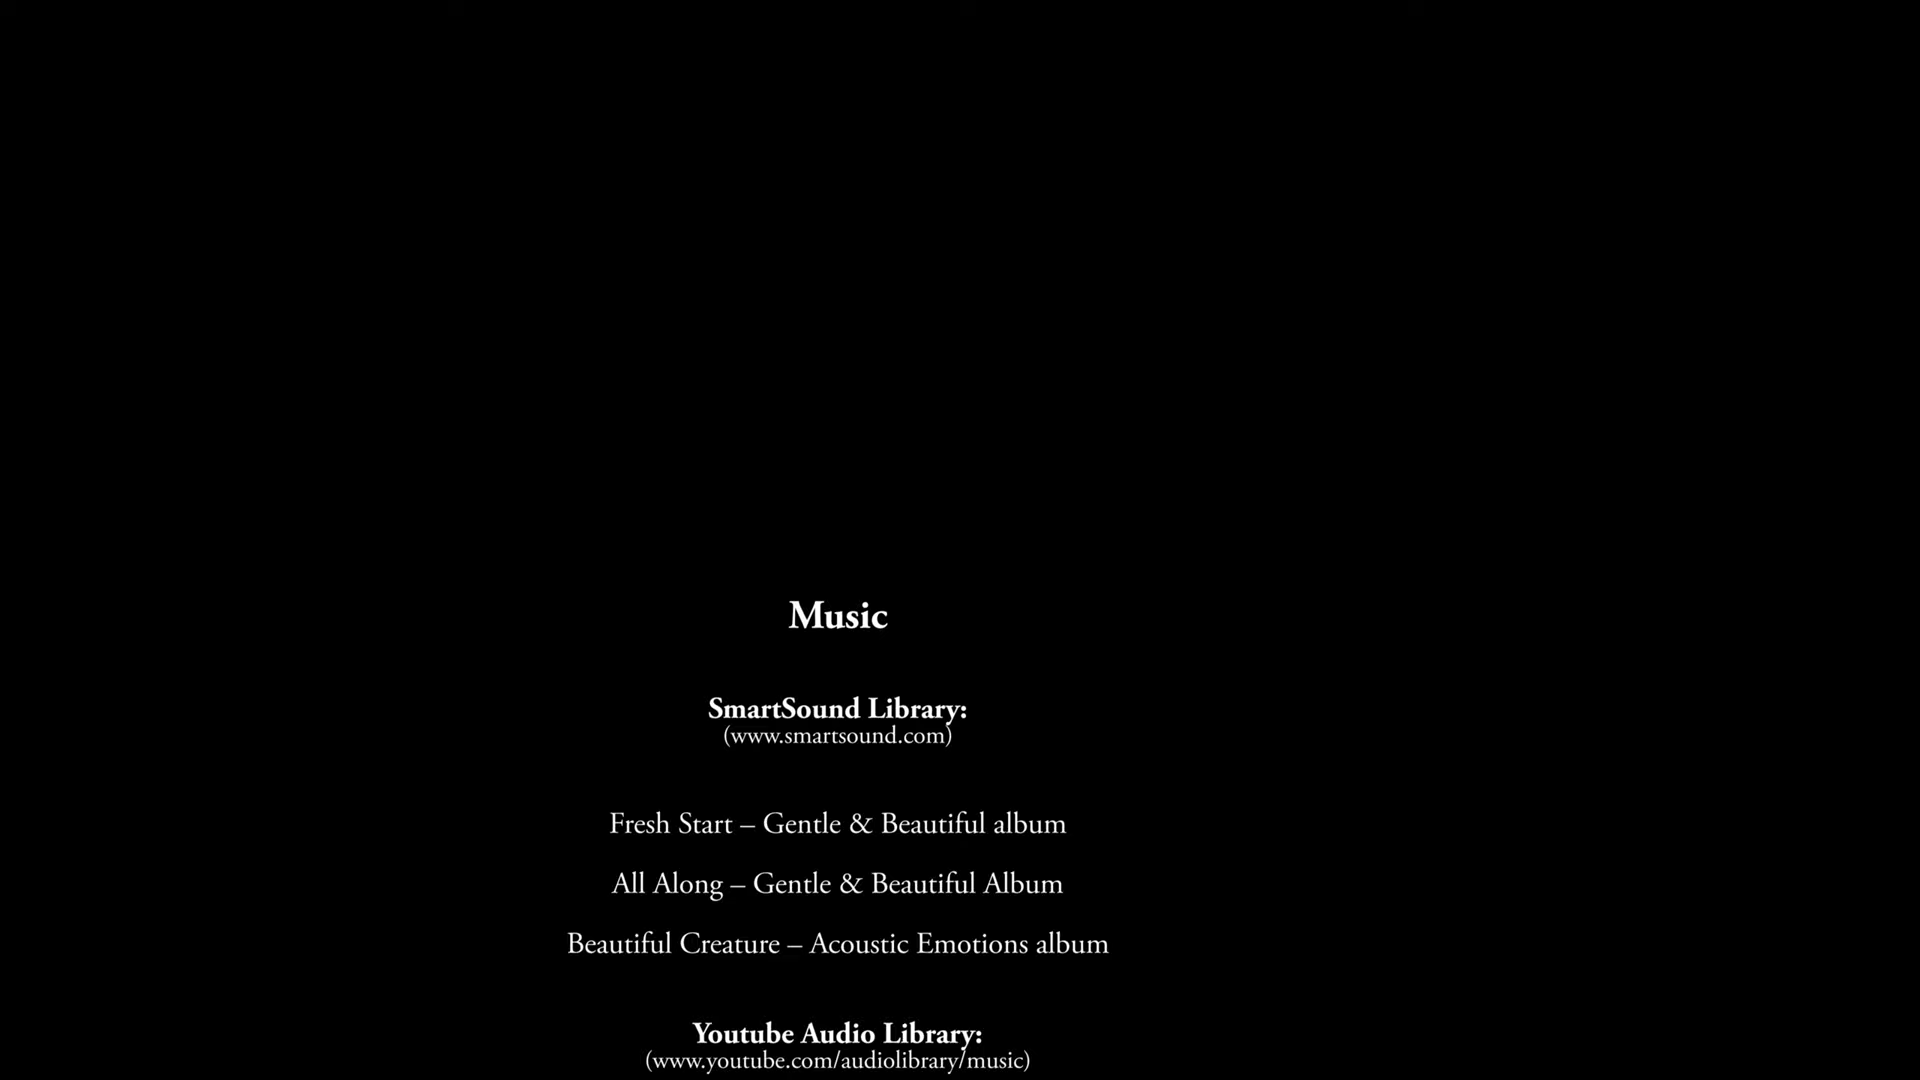 Music
SmartSound Library:
(www.smartsound.com)
Fresh Start – Gentle & Beautiful album
All Along – Gentle & Beautiful Album
Beautiful Creature – Acoustic Emotions album
Youtube Audio Library:
(www.youtube.com/audiolibrary/music)